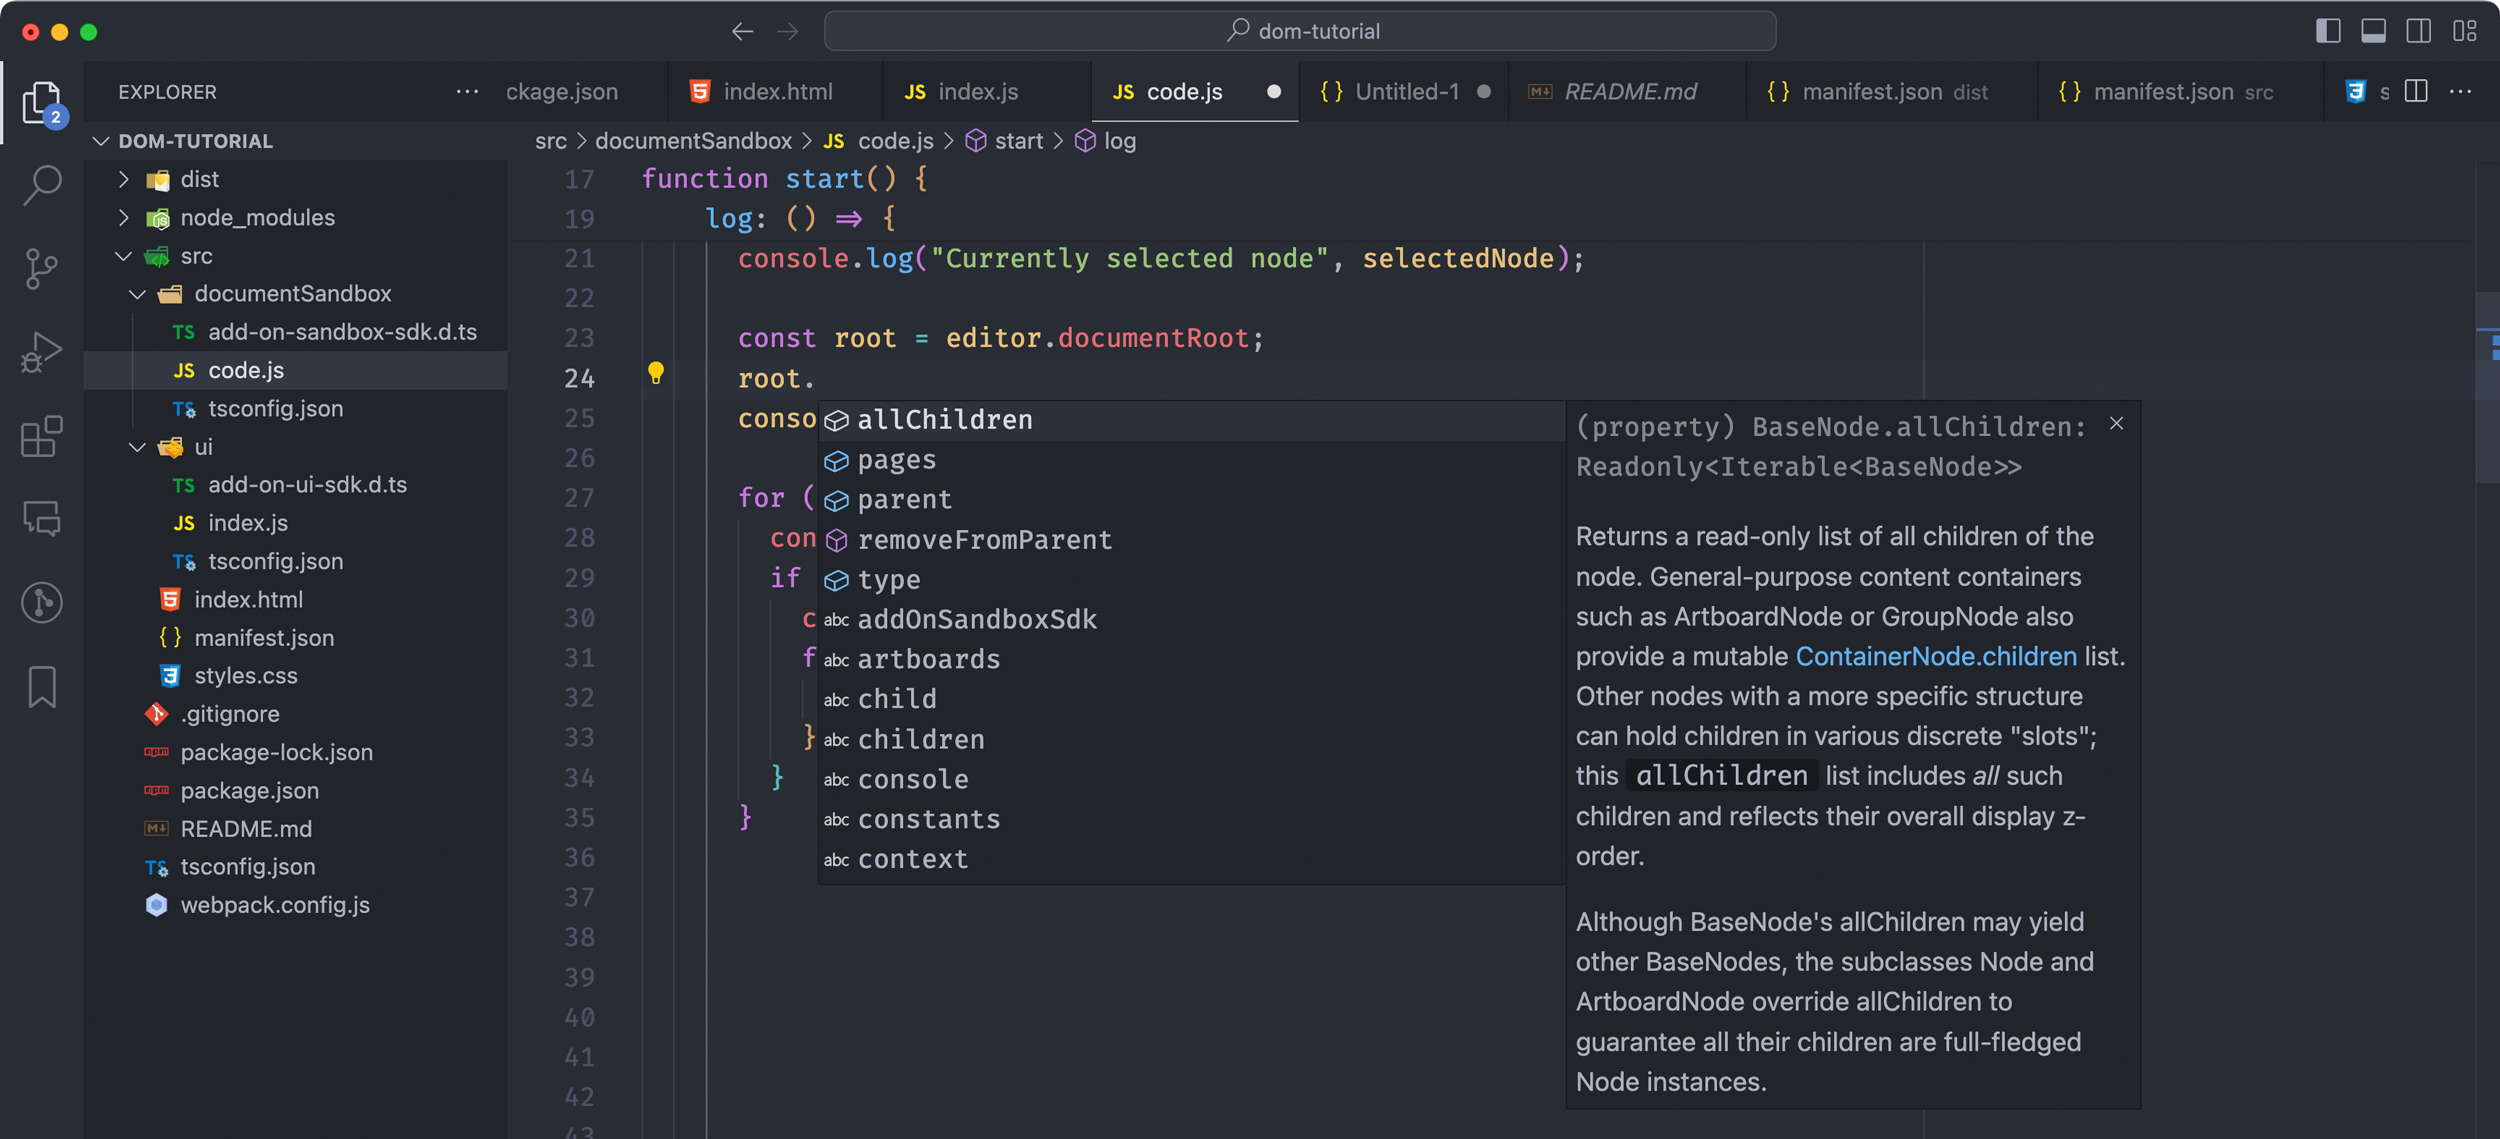 dom-tutorial
EXPLORER
ckage.json
index.html
JS index.js
JS code.js
{} Untitled-1
README.md
{} manifest.json dist
{} manifest.json src
s
2
DOM-TUTORIAL
src > documentSandbox > JS code.js > start > log
dist
node_modules
src
documentSandbox
TS add-on-sandbox-sdk.d.ts
JS code.js
TS tsconfig.json
ui
TS add-on-ui-sdk.d.ts
JS index.js
TS tsconfig.json
index.html
{} manifest.json
styles.css
.gitignore
package-lock.json
package.json
README.md
TS tsconfig.json
webpack.config.js
17 function start() {
19 log: () => {
21 console.log("Currently selected node", selectedNode);
22
23 const root = editor.documentRoot;
24 root.
25 conso
26
27 for (
28 con
29 if
30 c
31 f
32
33 }
34 }
35 }
36
37
38
39
40
41
42
43
allChildren
pages
parent
removeFromParent
type
abc addOnSandboxSdk
abc artboards
abc child
abc children
abc console
abc constants
abc context
(property) BaseNode.allChildren:
Readonly<Iterable<BaseNode>>
Returns a read-only list of all children of the
node. General-purpose content containers
such as ArtboardNode or GroupNode also
provide a mutable ContainerNode.children list.
Other nodes with a more specific structure
can hold children in various discrete "slots";
this allChildren list includes all such
children and reflects their overall display z-
order.
Although BaseNode's allChildren may yield
other BaseNodes, the subclasses Node and
ArtboardNode override allChildren to
guarantee all their children are full-fledged
Node instances.